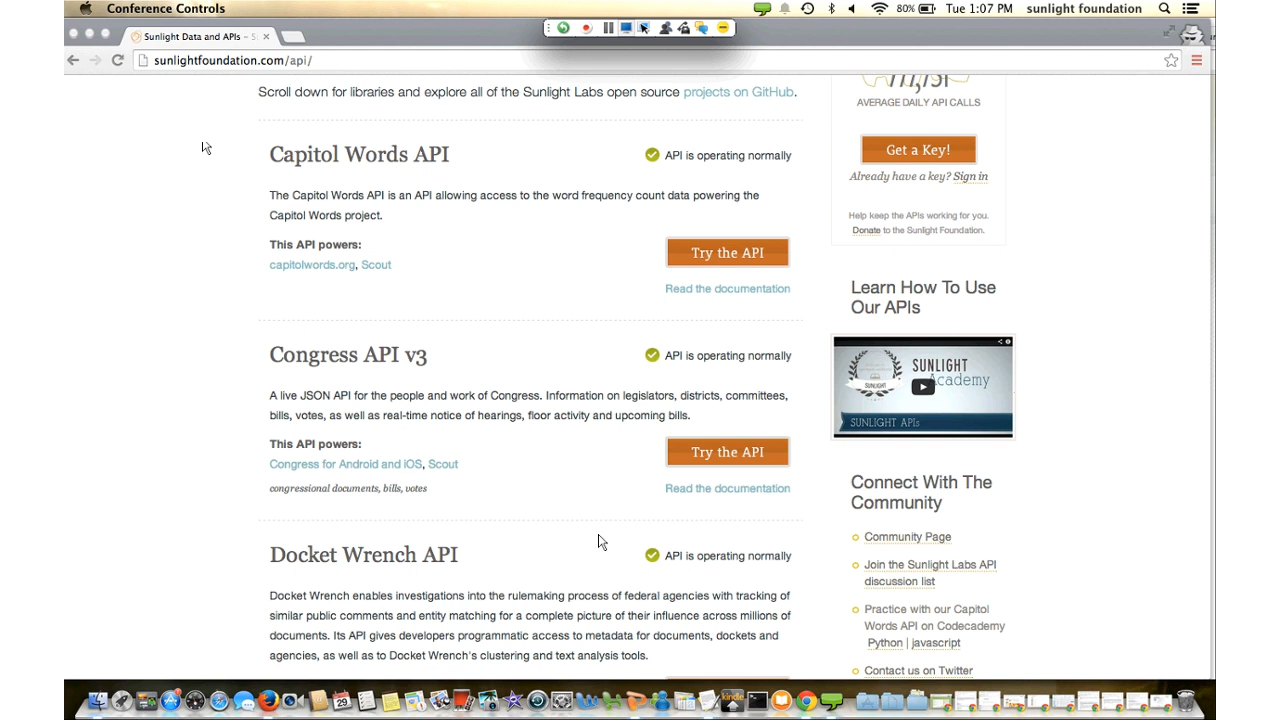 Conference Controls
80%
Tue 1:07 PM
sunlight foundation
Sunlight Data and APIs –
sunlightfoundation.com/api/
Scroll down for libraries and explore all of the Sunlight Labs open source projects on GitHub.
Capitol Words API
API is operating normally
The Capitol Words API is an API allowing access to the word frequency count data powering the
Capitol Words project.
This API powers:
capitolwords.org, Scout
Try the API
Read the documentation
Congress API v3
API is operating normally
A live JSON API for the people and work of Congress. Information on legislators, districts, committees,
bills, votes, as well as real-time notice of hearings, floor activity and upcoming bills.
This API powers:
Congress for Android and iOS, Scout
congressional documents, bills, votes
Try the API
Read the documentation
Docket Wrench API
API is operating normally
Docket Wrench enables investigations into the rulemaking process of federal agencies with tracking of
similar public comments and entity matching for a complete picture of their influence across millions of
documents. Its API gives developers programmatic access to metadata for documents, dockets and
agencies, as well as to Docket Wrench's clustering and text analysis tools.
AVERAGE DAILY API CALLS
Get a Key!
Already have a key? Sign in
Help keep the APIs working for you.
Donate to the Sunlight Foundation.
Learn How To Use
Our APIs
SUNLIGHT
SUNLIGHT
Academy
SUNLIGHT APIs
Connect With The
Community
Community Page
Join the Sunlight Labs API
discussion list
Practice with our Capitol
Words API on Codecademy
Python | javascript
Contact us on Twitter
29
kindle